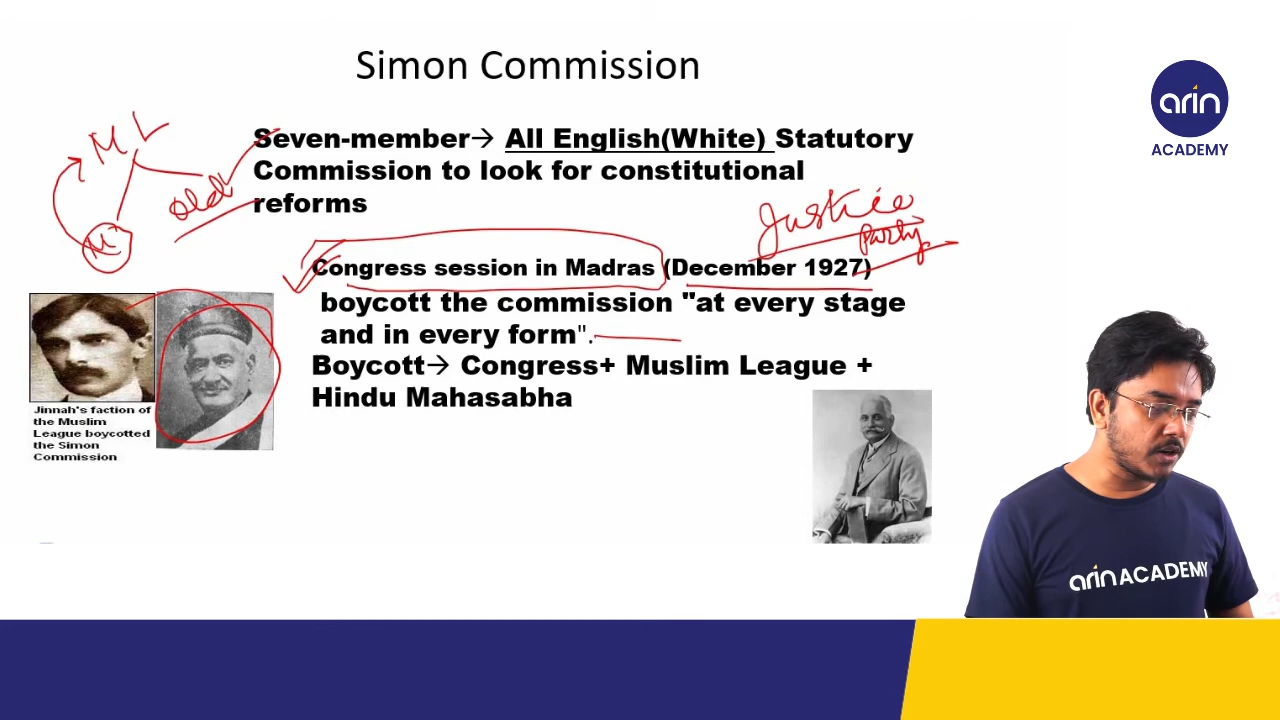 Simon Commission
arin
ACADEMY
M L
old
M
Seven-member→ All English(White) Statutory
Commission to look for constitutional
reforms
Justice
Party
Congress session in Madras (December 1927)
boycott the commission "at every stage
and in every form".
Boycott→ Congress+ Muslim League +
Hindu Mahasabha
Jinnah's faction of
the Muslim
League boycotted
the Simon
Commission
arin ACADEMY